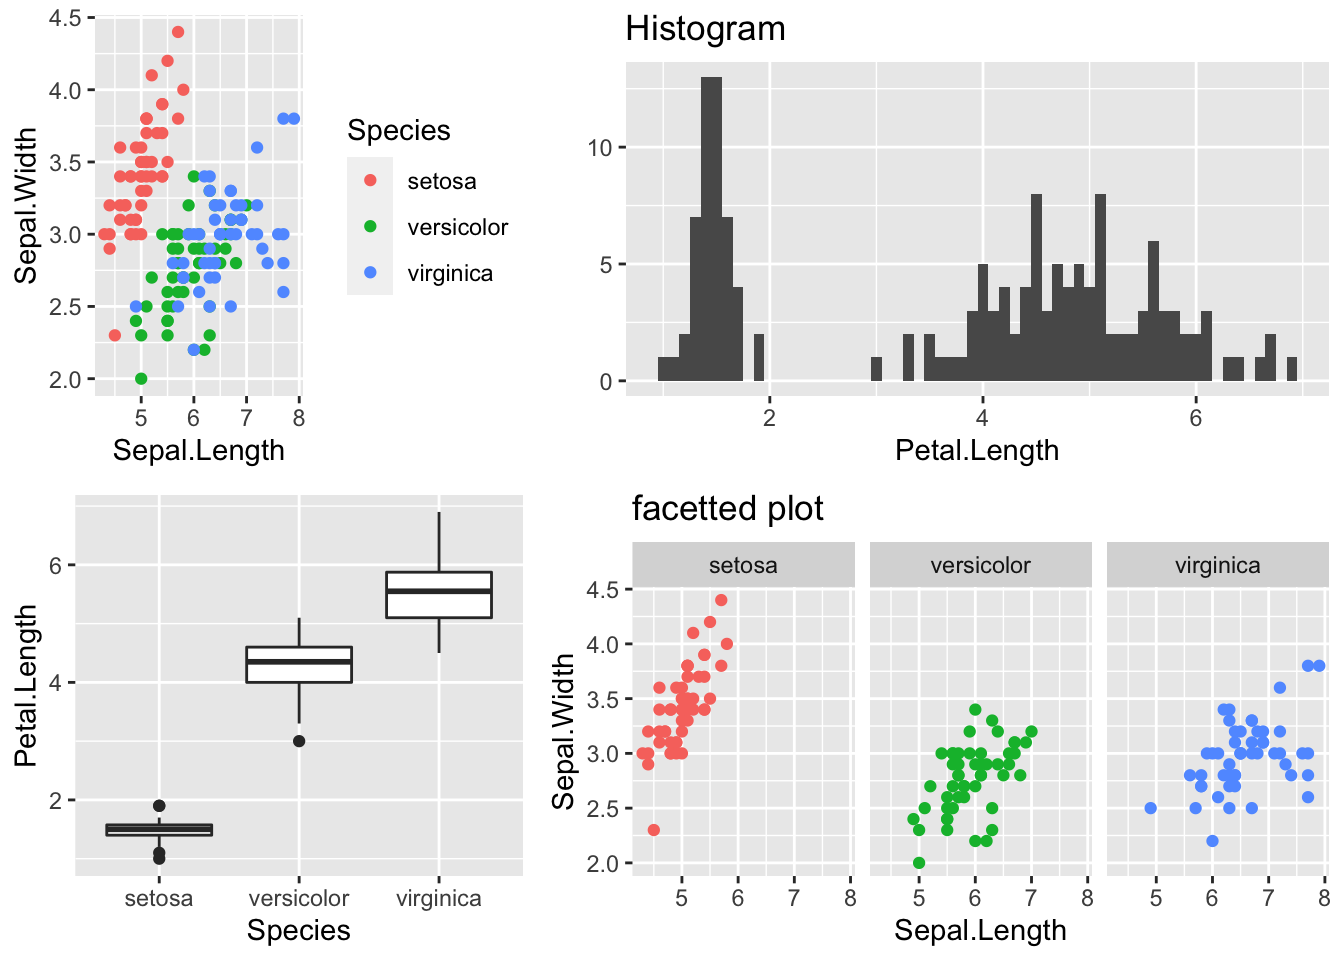 4.5
4.0
3.5
3.0
2.5
2.0
Sepal.Width
5 6 7 8
Sepal.Length
Species
setosa
versicolor
virginica
Histogram
10
5
0
2 4 6
Petal.Length
6
4
2
Petal.Length
setosa versicolor virginica
Species
facetted plot
setosa versicolor virginica
4.5
4.0
3.5
3.0
2.5
2.0
Sepal.Width
5 6 7 8 5 6 7 8 5 6 7 8
Sepal.Length